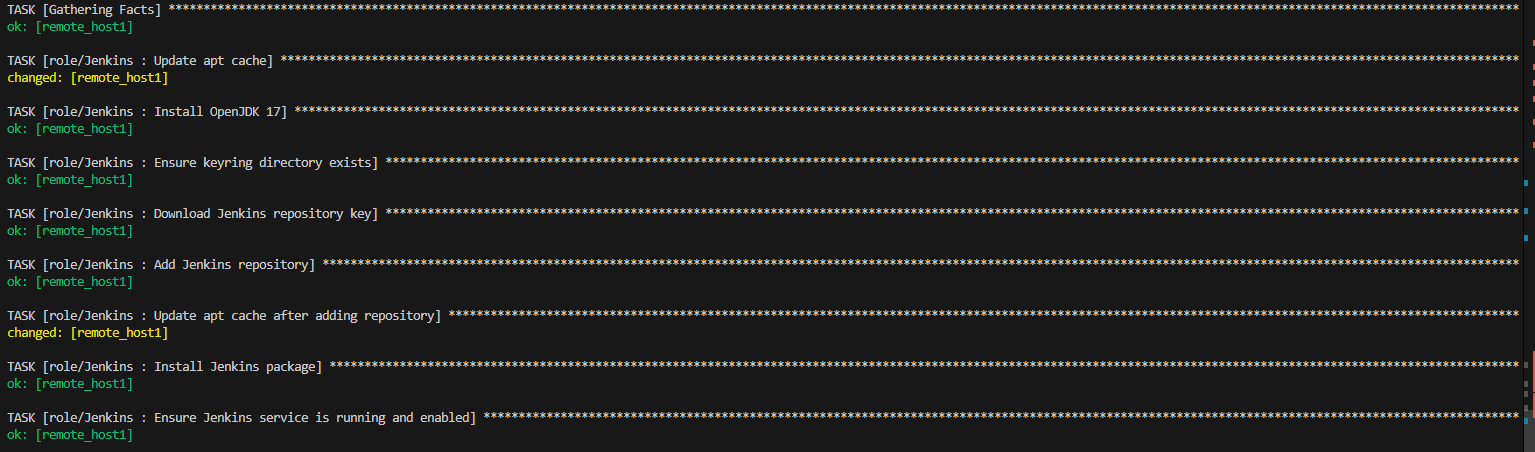 TASK [Gathering Facts] ****************************************************************************************************************************************************************************************************
ok: [remote_host1]
TASK [role/Jenkins : Update apt cache] *********************************************************************************************************************************************************************************
changed: [remote_host1]
TASK [role/Jenkins : Install OpenJDK 17] *******************************************************************************************************************************************************************************
ok: [remote_host1]
TASK [role/Jenkins : Ensure keyring directory exists] ******************************************************************************************************************************************************************
ok: [remote_host1]
TASK [role/Jenkins : Download Jenkins repository key] ******************************************************************************************************************************************************************
ok: [remote_host1]
TASK [role/Jenkins : Add Jenkins repository] ***************************************************************************************************************************************************************************
ok: [remote_host1]
TASK [role/Jenkins : Update apt cache after adding repository] *********************************************************************************************************************************************************
changed: [remote_host1]
TASK [role/Jenkins : Install Jenkins package] **************************************************************************************************************************************************************************
ok: [remote_host1]
TASK [role/Jenkins : Ensure Jenkins service is running and enabled] ****************************************************************************************************************************************************
ok: [remote_host1]